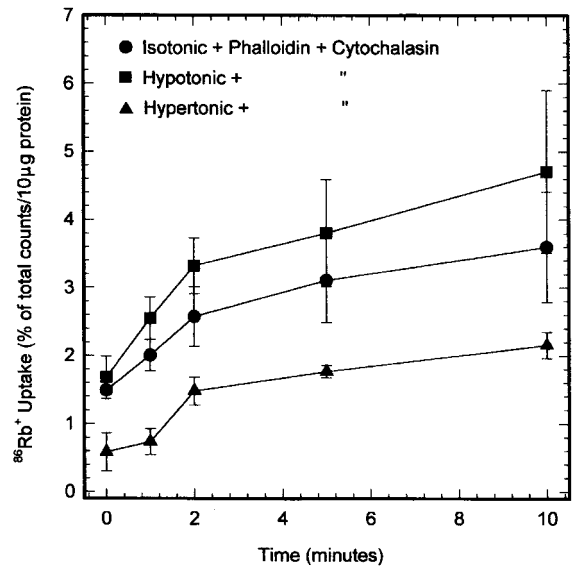 7
6
5
4
3
2
1
0
⁸⁶Rb⁺ Uptake (% of total counts/10µg protein)
Isotonic + Phalloidin + Cytochalasin
Hypotonic + "
Hypertonic + "
0 2 4 6 8 10
Time (minutes)